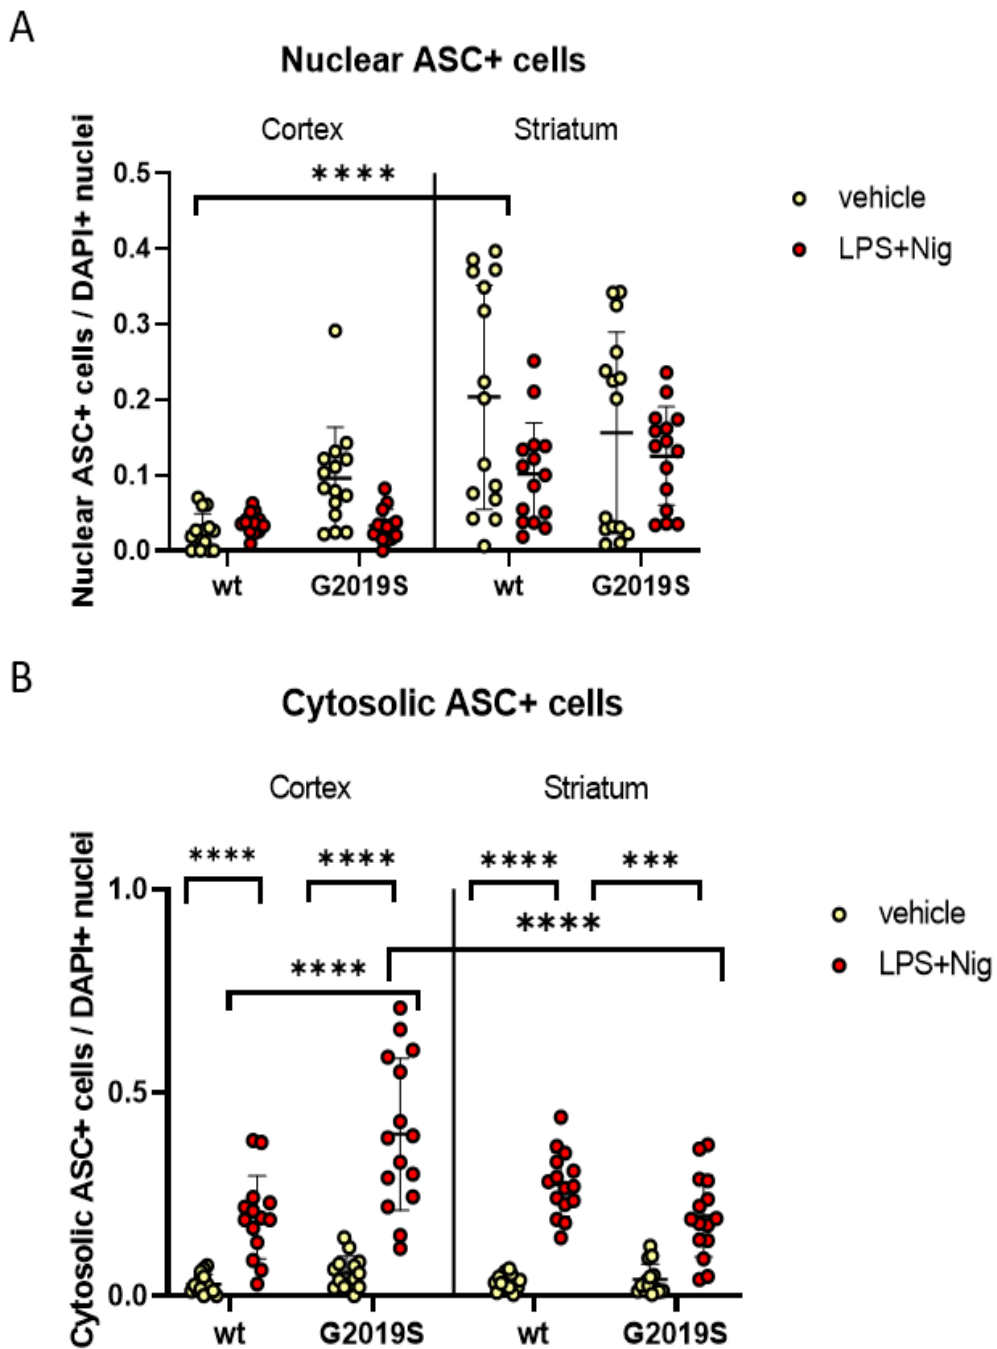 A
Nuclear ASC+ cells
Cortex
Striatum
Nuclear ASC+ cells / DAPI+ nuclei
0.5
0.4
0.3
0.2
0.1
0.0
****
vehicle
LPS+Nig
wt
G2019S
wt
G2019S
B
Cytosolic ASC+ cells
Cortex
Striatum
Cytosolic ASC+ cells / DAPI+ nuclei
1.0
0.5
0.0
****
****
****
***
****
****
vehicle
LPS+Nig
wt
G2019S
wt
G2019S